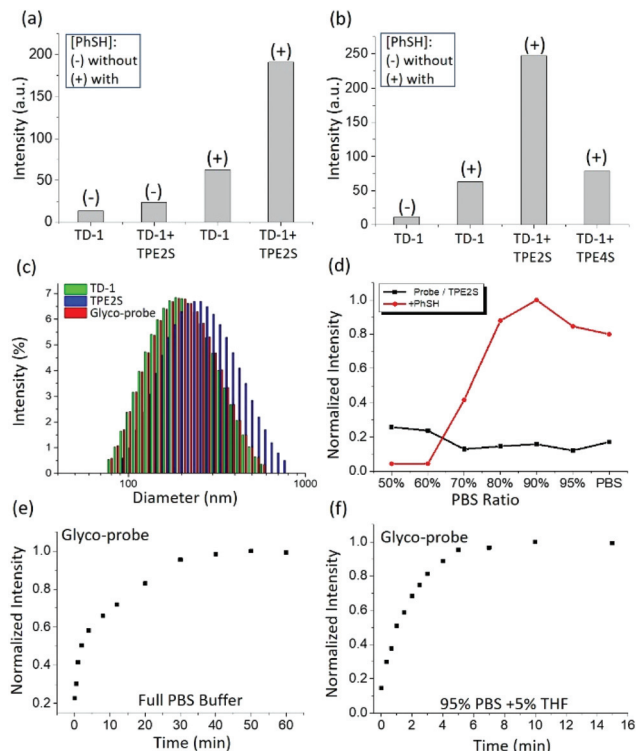 (a)
[PhSH]:
(-) without
(+) with
200
150
100
50
0
Intensity (a.u.)
(-)
(-)
(+)
(+)
TD-1
TD-1+
TPE2S
TD-1
TD-1+
TPE2S
(b)
[PhSH]:
(-) without
(+) with
250
200
150
100
50
0
Intensity (a.u.)
(-)
(+)
(+)
(+)
TD-1
TD-1
TD-1+
TPE2S
TD-1+
TPE4S
(c)
TD-1
TPE2S
Glyco-probe
7
6
5
4
3
2
1
0
Intensity (%)
100
1000
Diameter (nm)
(d)
Probe / TPE2S
+PhSH
1.0
0.8
0.6
0.4
0.2
0.0
Normalized Intensity
50% 60% 70% 80% 90% 95% PBS
PBS Ratio
(e)
Glyco-probe
1.0
0.8
0.6
0.4
0.2
Normalized Intensity
Full PBS Buffer
0 10 20 30 40 50 60
Time (min)
(f)
Glyco-probe
1.0
0.8
0.6
0.4
0.2
0.0
Normalized Intensity
95% PBS +5% THF
0 2 4 6 8 10 12 14 16
Time (min)